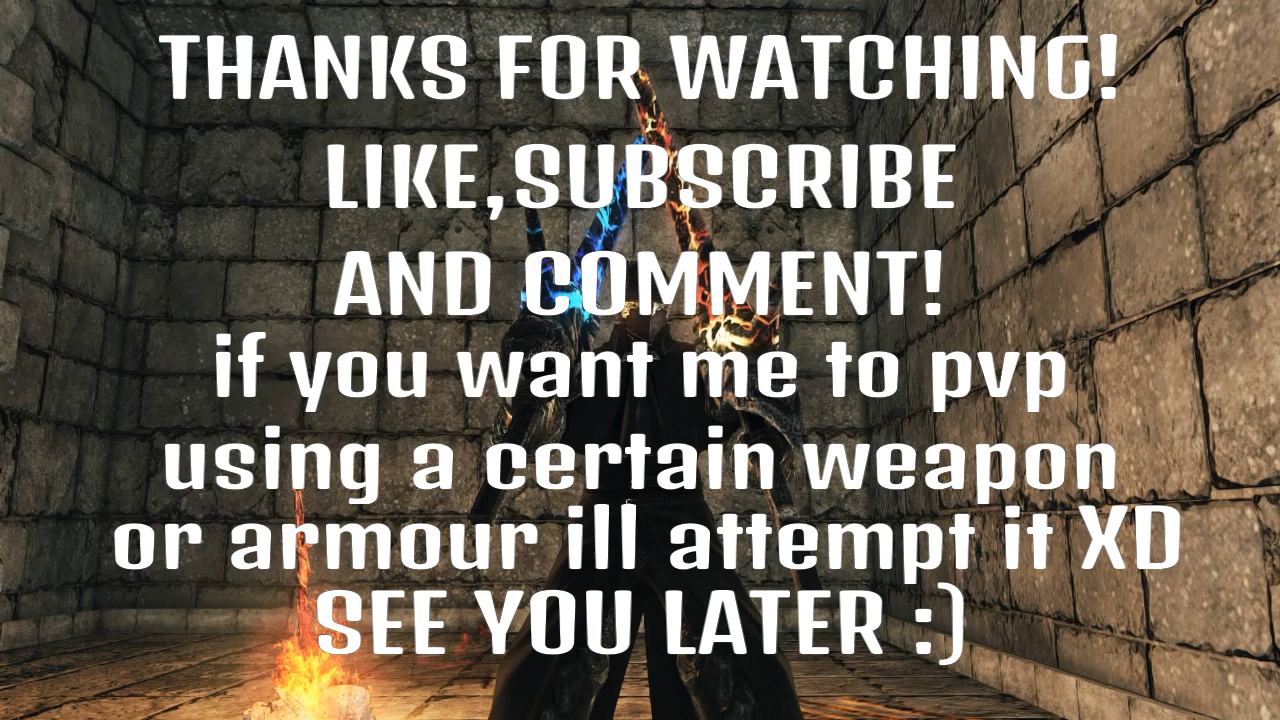 THANKS FOR WATCHING!
LIKE,SUBSCRIBE
AND COMMENT!
if you want me to pvp
using a certain weapon
or armour ill attempt it XD
SEE YOU LATER :)